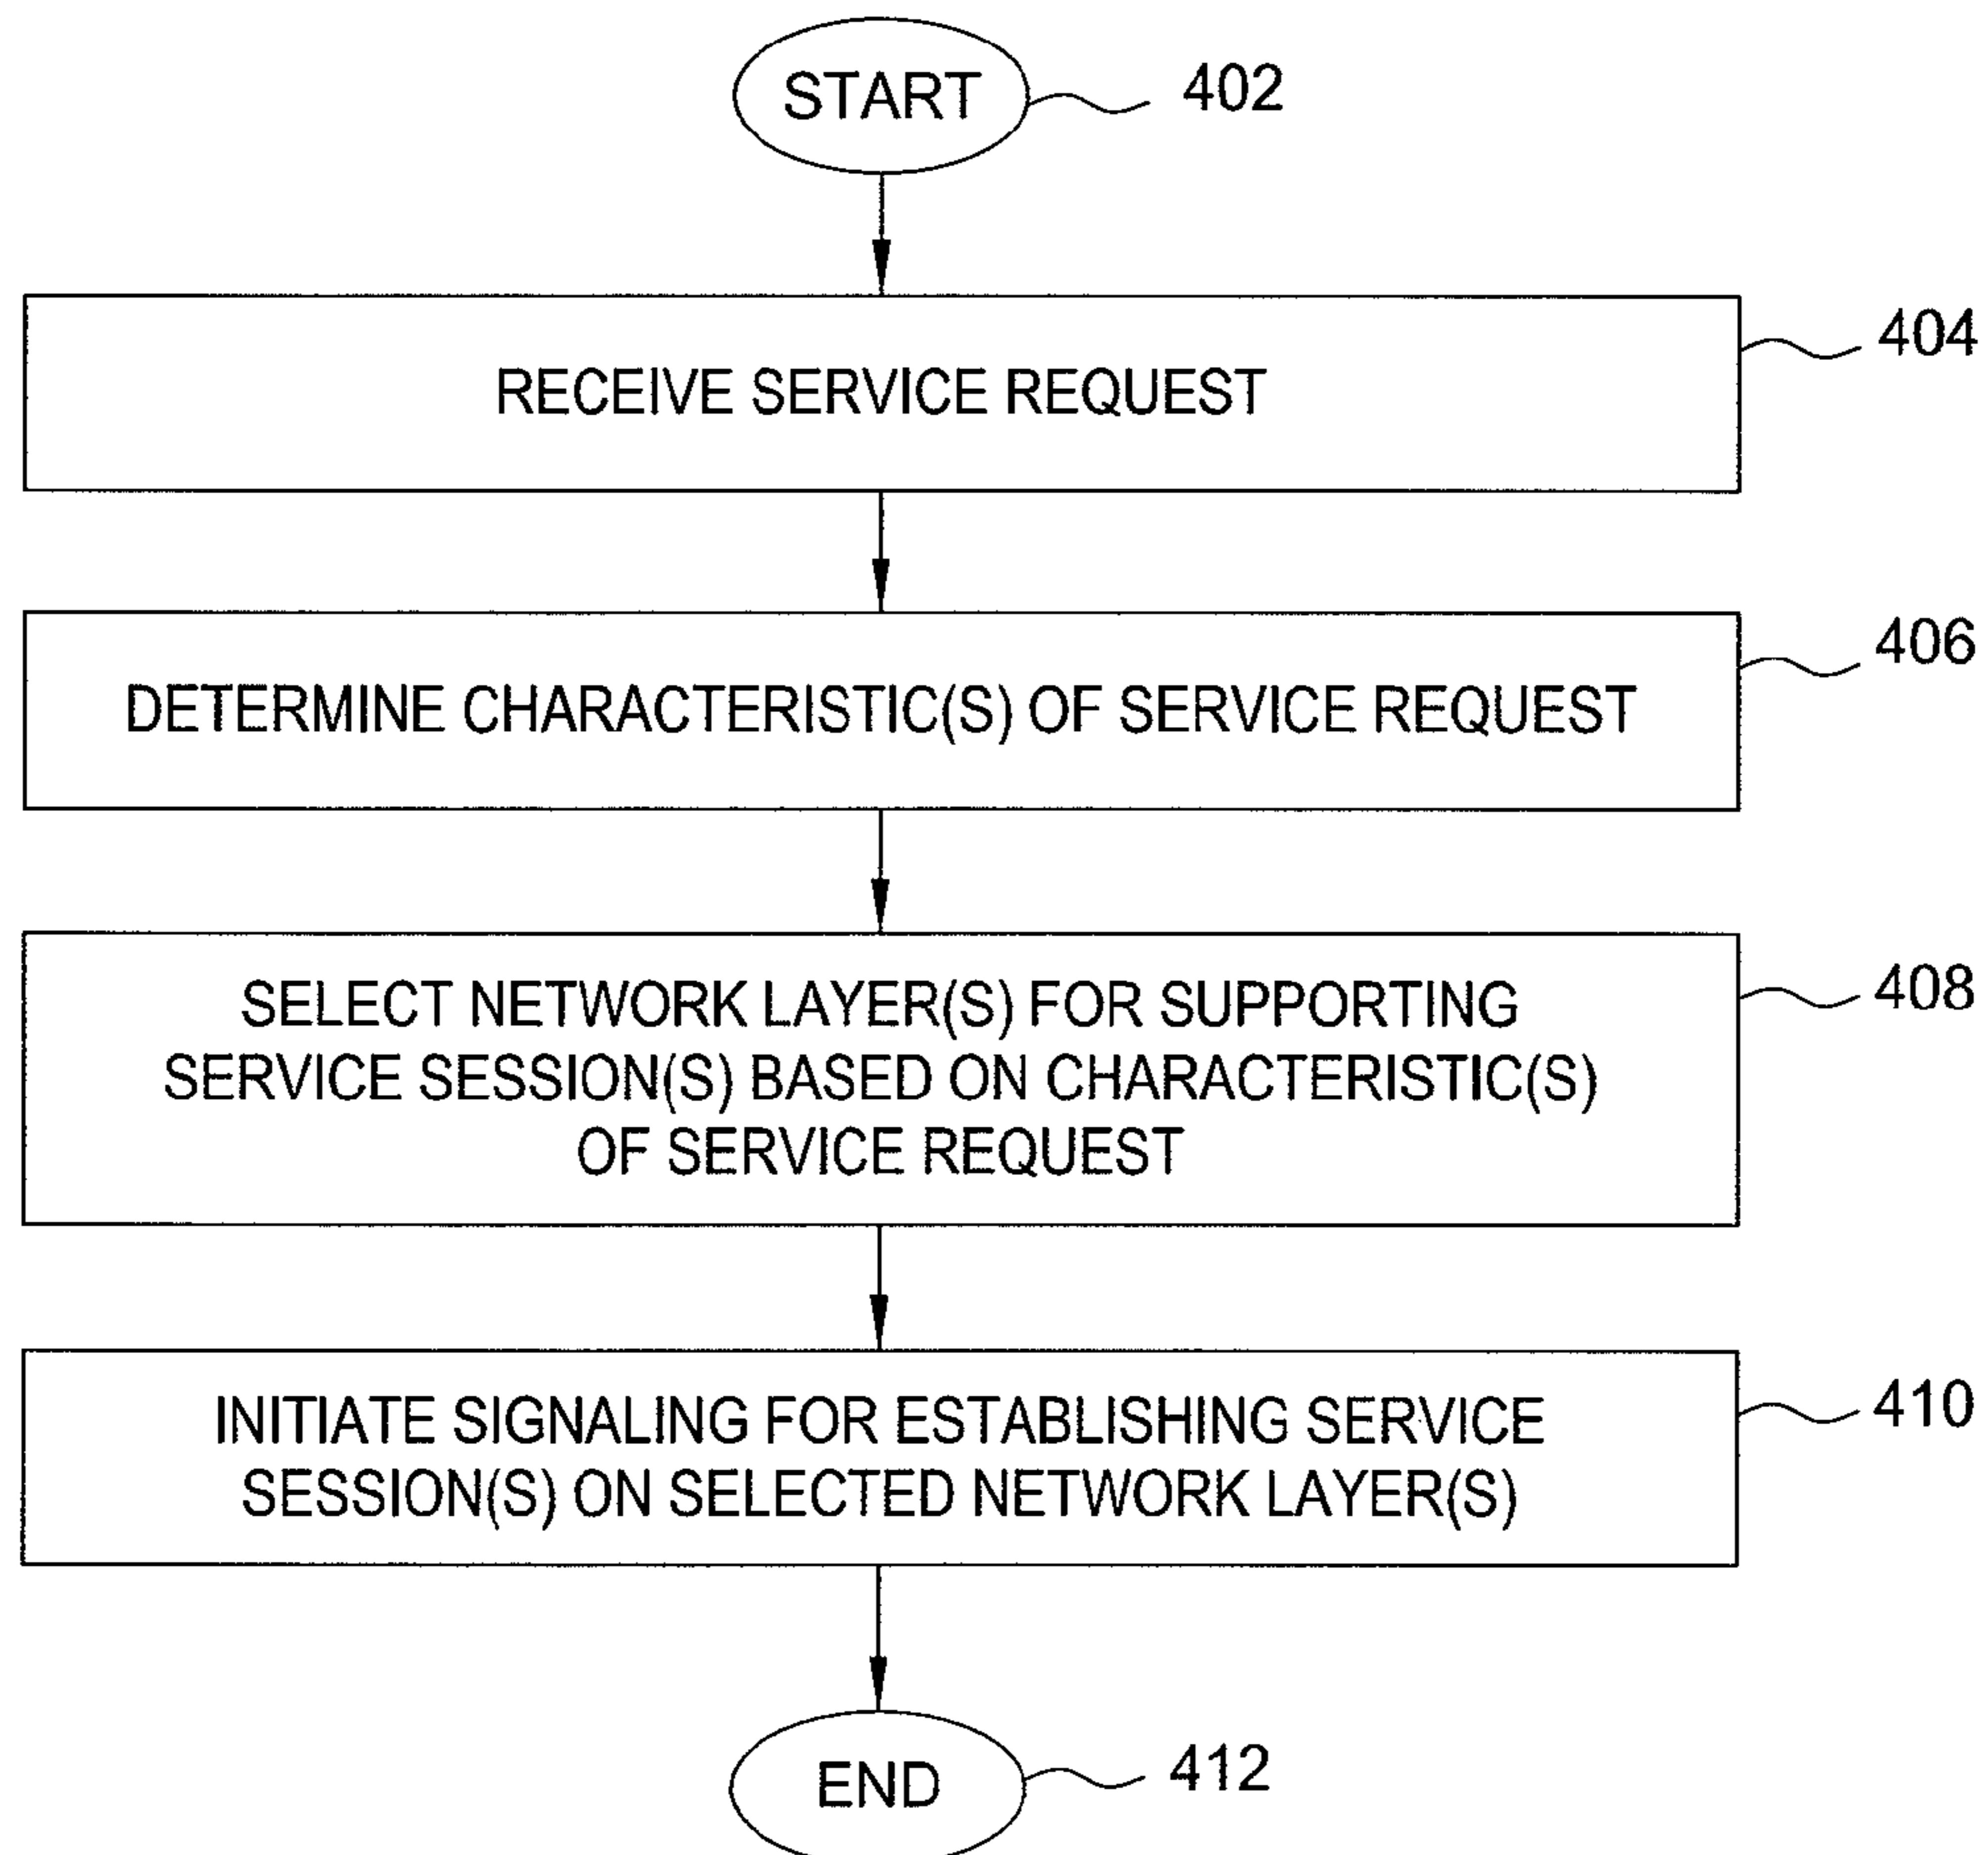 START
402
RECEIVE SERVICE REQUEST
404
DETERMINE CHARACTERISTIC(S) OF SERVICE REQUEST
406
SELECT NETWORK LAYER(S) FOR SUPPORTING
SERVICE SESSION(S) BASED ON CHARACTERISTIC(S)
OF SERVICE REQUEST
408
INITIATE SIGNALING FOR ESTABLISHING SERVICE
SESSION(S) ON SELECTED NETWORK LAYER(S)
410
END
412